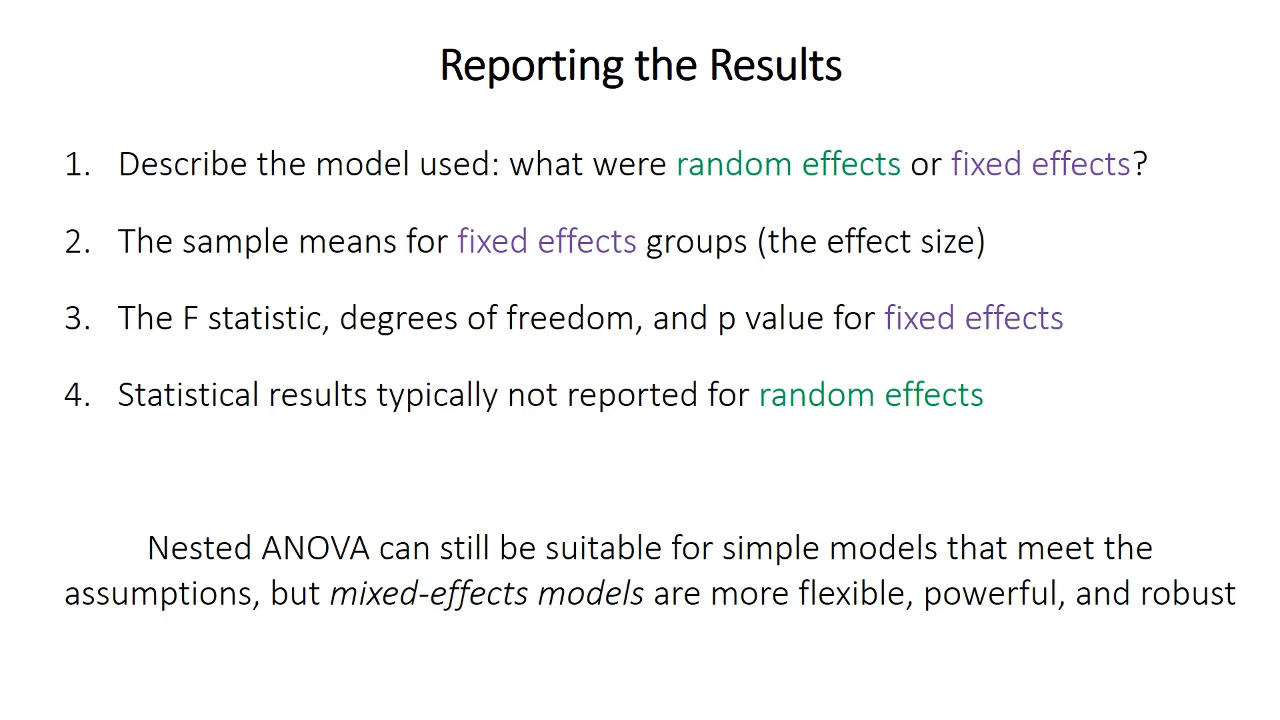 Reporting the Results
1. Describe the model used: what were random effects or fixed effects?
2. The sample means for fixed effects groups (the effect size)
3. The F statistic, degrees of freedom, and p value for fixed effects
4. Statistical results typically not reported for random effects
Nested ANOVA can still be suitable for simple models that meet the
assumptions, but mixed-effects models are more flexible, powerful, and robust